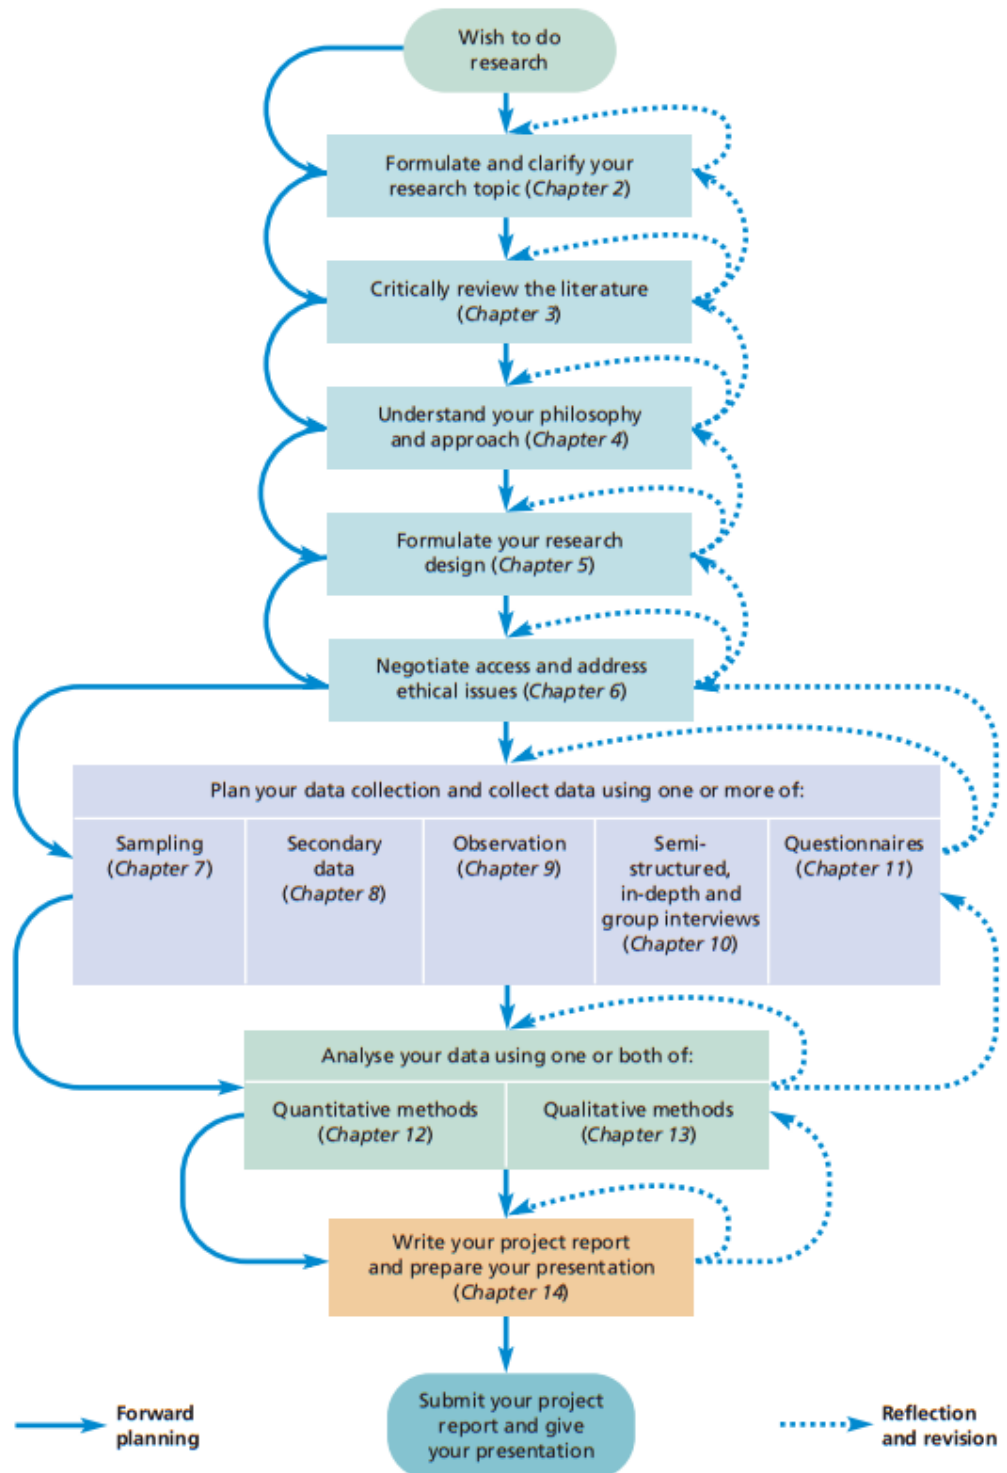 Wish to do
research
Formulate and clarify your
research topic (Chapter 2)
Critically review the literature
(Chapter 3)
Understand your philosophy
and approach (Chapter 4)
Formulate your research
design (Chapter 5)
Negotiate access and address
ethical issues (Chapter 6)
Plan your data collection and collect data using one or more of:
Sampling
(Chapter 7)
Secondary
data
(Chapter 8)
Observation
(Chapter 9)
Semi-
structured,
in-depth and
group interviews
(Chapter 10)
Questionnaires
(Chapter 11)
Analyse your data using one or both of:
Quantitative methods
(Chapter 12)
Qualitative methods
(Chapter 13)
Write your project report
and prepare your presentation
(Chapter 14)
Submit your project
report and give
your presentation
Forward
planning
Reflection
and revision